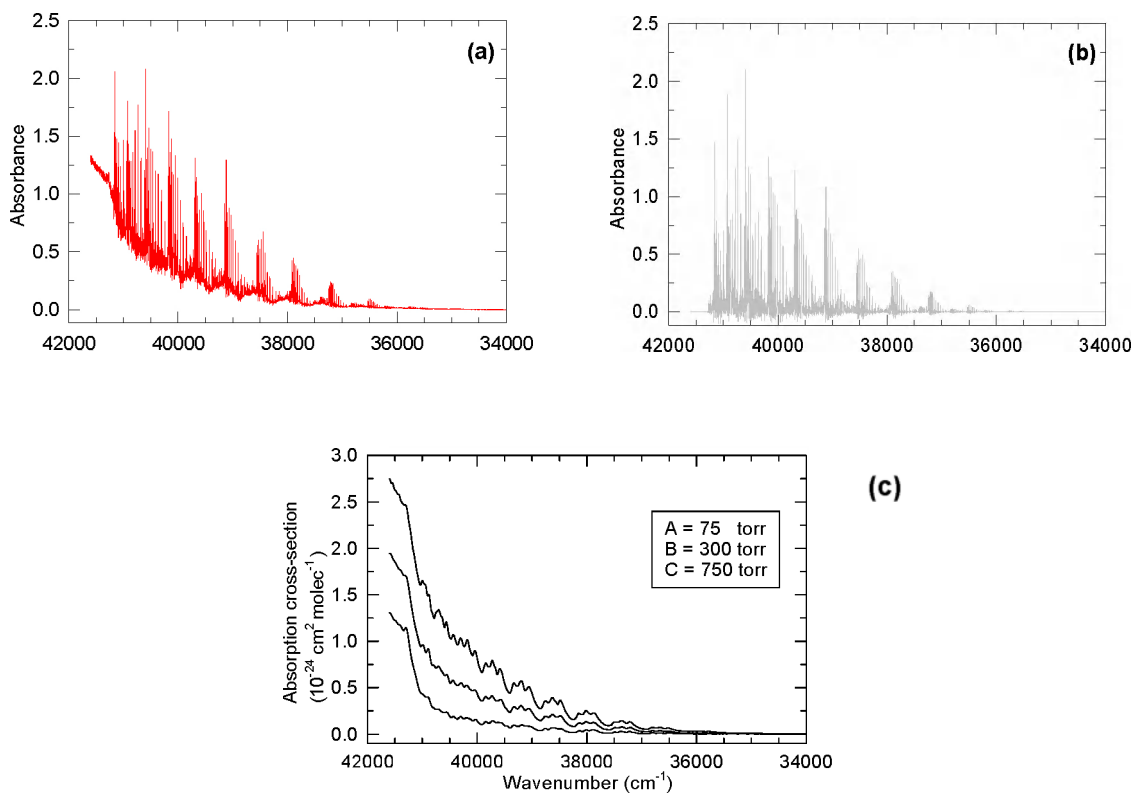 (a)
2.5
2.0
1.5
1.0
0.5
0.0
Absorbance
42000 40000 38000 36000 34000
(b)
2.5
2.0
1.5
1.0
0.5
0.0
Absorbance
42000 40000 38000 36000 34000
(c)
3.0
2.5
2.0
1.5
1.0
0.5
0.0
Absorption cross-section
(10⁻²⁴ cm² molec⁻¹)
A = 75 torr
B = 300 torr
C = 750 torr
42000 40000 38000 36000 34000
Wavenumber (cm⁻¹)